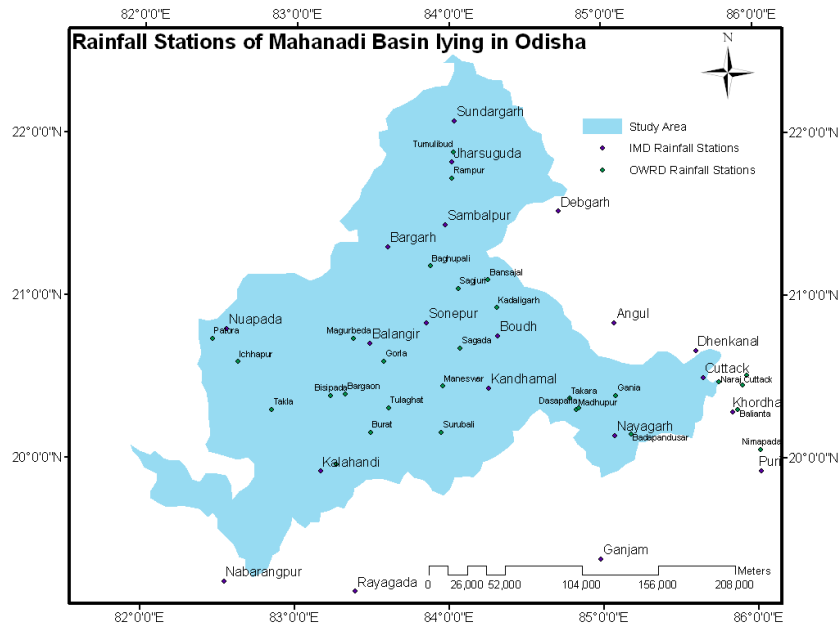 82°0'0"E 83°0'0"E 84°0'0"E 85°0'0"E 86°0'0"E
Rainfall Stations of Mahanadi Basin lying in Odisha
N
Sundargarh
22°0'0"N 22°0'0"N
Study Area
IMD Rainfall Stations
OWRD Rainfall Stations
Tumulibud
Jharsuguda
Rampur
Debgarh
Sambalpur
Bargarh
Baghupali
Bansajal
Sagjuri
21°0'0"N 21°0'0"N
Kadaligarh
Nuapada
Patora
Sonepur
Angul
Magurbeda
Balangir
Boudh
Sagada
Dhenkanal
Ichhapur
Gorla
Cuttack
Naraj Cuttack
Manesvar
Kandhamal
Bisipada
Bargaon
Takara
Gania
Takla
Tulaghat
Dasapalla
Madhupur
Khordha
Balianta
Burat
Surubali
Nayagarh
Badapandusar
Nimapada
20°0'0"N 20°0'0"N
Kalahandi
Puri
Ganjam
Nabarangpur
Rayagada
Meters
0 26,000 52,000 104,000 156,000 208,000
82°0'0"E 83°0'0"E 84°0'0"E 85°0'0"E 86°0'0"E